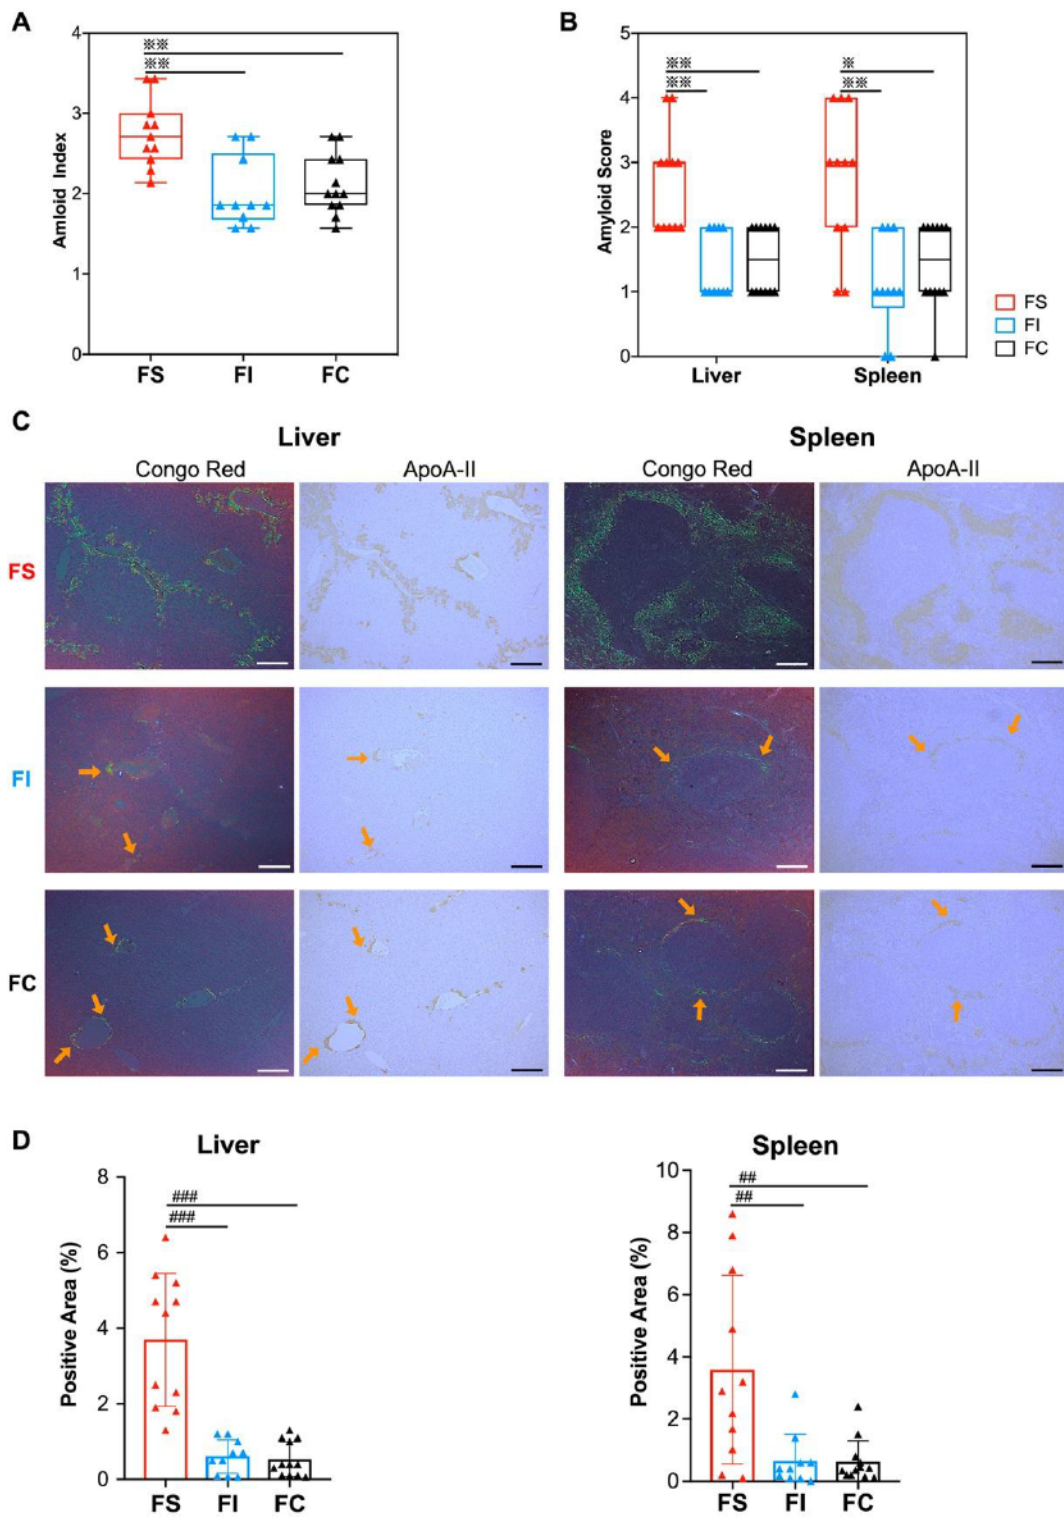 A
B
4
3
2
1
0
Amloid Index
※※
※※
FS FI FC
5
4
3
2
1
0
Amyloid Score
※※ ※
※※ ※※
Liver Spleen
FS
FI
FC
C
Liver Spleen
Congo Red ApoA-II Congo Red ApoA-II
FS
FI
FC
D
Liver
8
6
4
2
0
Positive Area (%)
###
###
FS FI FC
Spleen
10
8
6
4
2
0
Positive Area (%)
##
##
FS FI FC